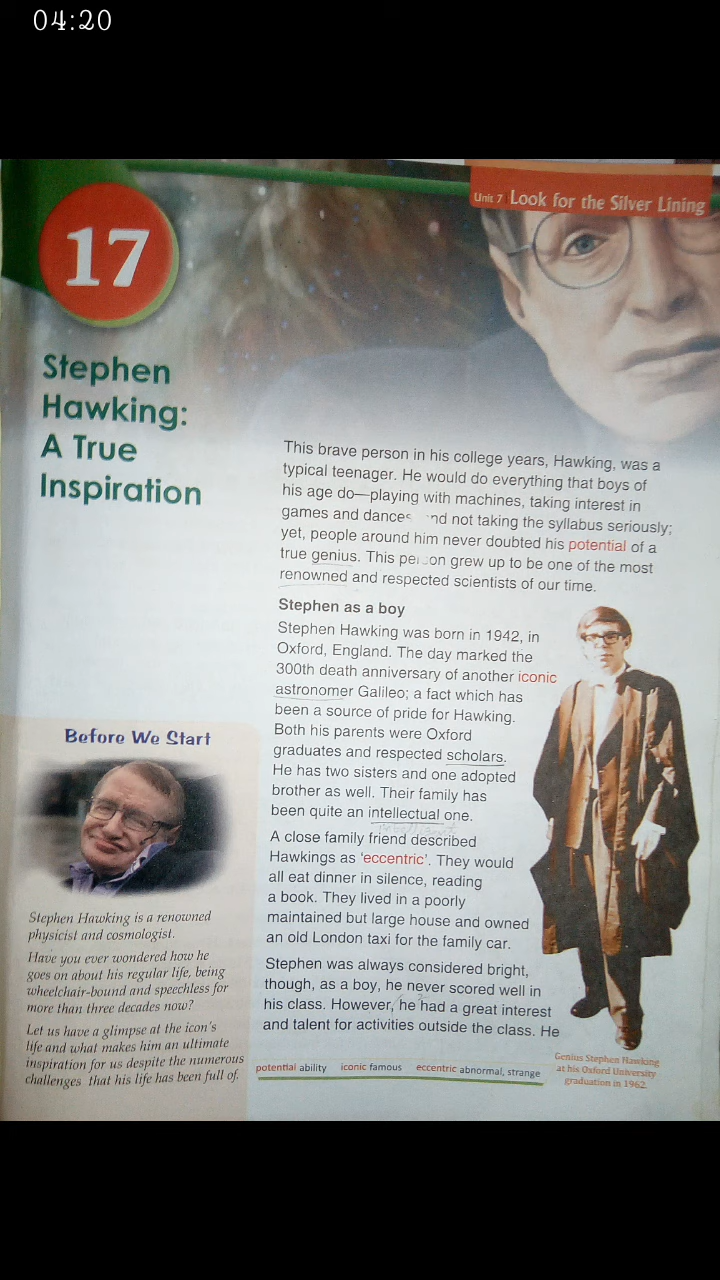 04:20
Unit 7 Look for the Silver Lining
17
Stephen
Hawking:
A True
Inspiration
This brave person in his college years, Hawking, was a
typical teenager. He would do everything that boys of
his age do—playing with machines, taking interest in
games and dances nd not taking the syllabus seriously;
yet, people around him never doubted his potential of a
true genius. This person grew up to be one of the most
renowned and respected scientists of our time.
Stephen as a boy
Stephen Hawking was born in 1942, in
Oxford, England. The day marked the
300th death anniversary of another iconic
astronomer Galileo; a fact which has
been a source of pride for Hawking.
Both his parents were Oxford
graduates and respected scholars.
He has two sisters and one adopted
brother as well. Their family has
been quite an intellectual one.
A close family friend described
Hawkings as 'eccentric'. They would
all eat dinner in silence, reading
a book. They lived in a poorly
maintained but large house and owned
an old London taxi for the family car.
Stephen was always considered bright,
though, as a boy, he never scored well in
his class. However, he had a great interest
and talent for activities outside the class. He
potential ability iconic famous eccentric abnormal, strange
Genius Stephen Hawking
at his Oxford University
graduation in 1962
Before We Start
Stephen Hawking is a renowned
physicist and cosmologist.
Have you ever wondered how he
goes on about his regular life, being
wheelchair-bound and speechless for
more than three decades now?
Let us have a glimpse at the icon's
life and what makes him an ultimate
inspiration for us despite the numerous
challenges that his life has been full of.